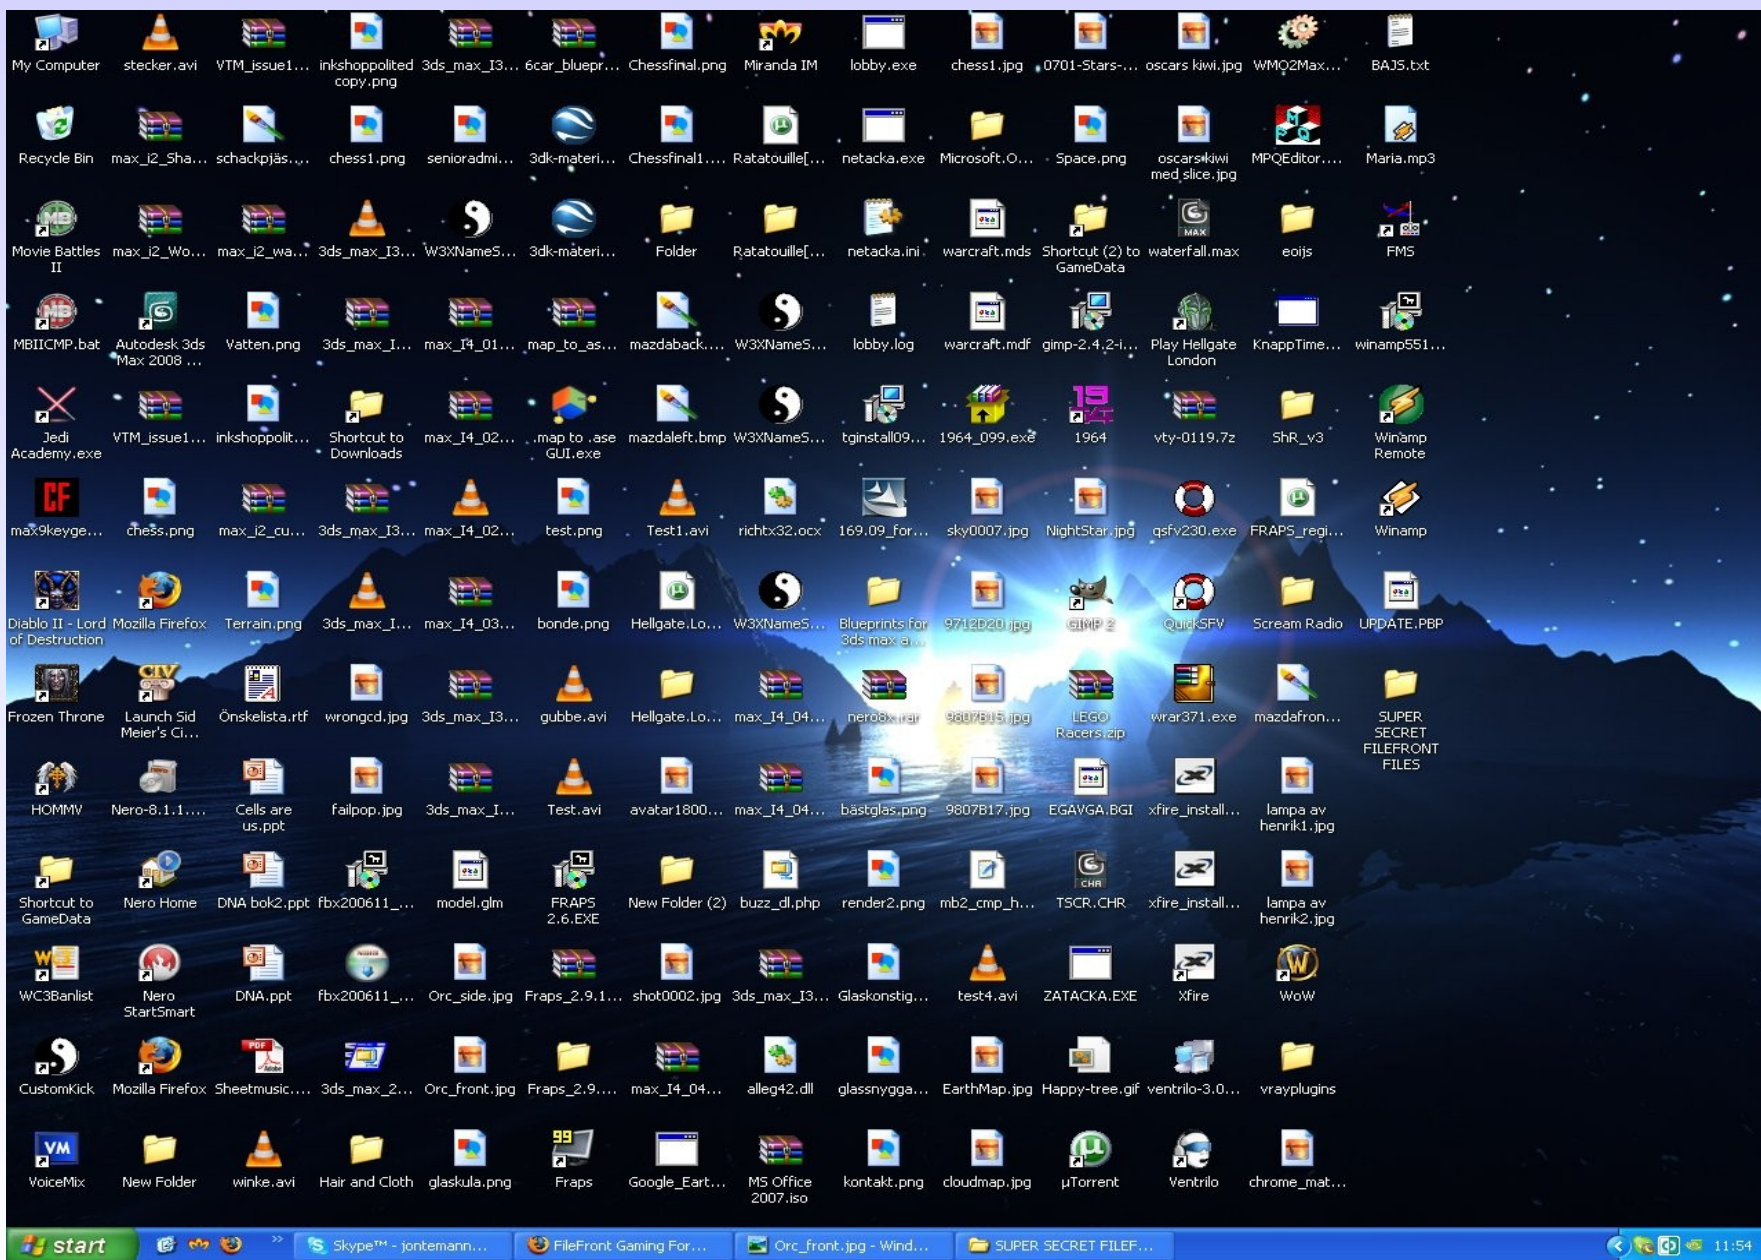 My Computer
stecker.avi
VTM_issue1...
inkshoppolited
copy.png
3ds_max_I3...
6car_bluepr...
Chessfinal.png
Miranda IM
lobby.exe
chess1.jpg
0701-Stars-...
oscars kiwi.jpg
WMO2Max...
BAJS.txt
Recycle Bin
max_i2_Sha...
schackpjäs....
chess1.png
senioradmi...
3dk-materi...
Chessfinal1....
Ratatouille[...
netacka.exe
Microsoft.O...
Space.png
oscars kiwi
med slice.jpg
MPQEditor....
Maria.mp3
Movie Battles
II
max_i2_Wo...
max_i2_wa...
3ds_max_I3...
W3XNameS...
3dk-materi...
Folder
Ratatouille[...
netacka.ini
warcraft.mds
Shortcut (2) to
GameData
waterfall.max
eoijs
FMS
MBIICMP.bat
Autodesk 3ds
Max 2008 ...
Vatten.png
3ds_max_I...
max_I4_01...
map_to_as...
mazdaback....
W3XNameS...
lobby.log
warcraft.mdf
gimp-2.4.2-i...
Play Hellgate
London
KnappTime...
winamp551...
Jedi
Academy.exe
VTM_issue1...
inkshoppolit...
Shortcut to
Downloads
max_I4_02...
.map to .ase
GUI.exe
mazdaleft.bmp
W3XNameS...
tginstall09...
1964_099.exe
1964
vty-0119.7z
ShR_v3
Winamp
Remote
max9keyge...
chess.png
max_i2_cu...
3ds_max_I3...
max_I4_02...
test.png
Test1.avi
richtx32.ocx
169.09_for...
sky0007.jpg
NightStar.jpg
qsfv230.exe
FRAPS_regi...
Winamp
Diablo II - Lord
of Destruction
Mozilla Firefox
Terrain.png
3ds_max_I...
max_I4_03...
bonde.png
Hellgate.Lo...
W3XNameS...
Blueprints for
3ds max a...
9712D20.jpg
GIMP 2
QuickSFV
Scream Radio
UPDATE.PBP
Frozen Throne
Launch Sid
Meier's Ci...
Önskelista.rtf
wrongcd.jpg
3ds_max_I3...
gubbe.avi
Hellgate.Lo...
max_I4_04...
nero8x.rar
9807B15.jpg
LEGO
Racers.zip
wrar371.exe
mazdafron...
SUPER
SECRET
FILEFRONT
FILES
HOMMV
Nero-8.1.1....
Cells are
us.ppt
failpop.jpg
3ds_max_I...
Test.avi
avatar1800...
max_I4_04...
bästglas.png
9807B17.jpg
EGAVGA.BGI
xfire_install...
lampa av
henrik1.jpg
Shortcut to
GameData
Nero Home
DNA bok2.ppt
fbx200611_...
model.glm
FRAPS
2.6.EXE
New Folder (2)
buzz_dl.php
render2.png
mb2_cmp_h...
TSCR.CHR
xfire_install...
lampa av
henrik2.jpg
WC3Banlist
Nero
StartSmart
DNA.ppt
fbx200611_...
Orc_side.jpg
Fraps_2.9.1...
shot0002.jpg
3ds_max_I3...
Glaskonstig...
test4.avi
ZATACKA.EXE
Xfire
WoW
CustomKick
Mozilla Firefox
Sheetmusic....
3ds_max_2...
Orc_front.jpg
Fraps_2.9....
max_I4_04...
alleg42.dll
glassnygga...
EarthMap.jpg
Happy-tree.gif
ventrilo-3.0...
vrayplugins
VoiceMix
New Folder
winke.avi
Hair and Cloth
glaskula.png
Fraps
Google_Eart...
MS Office
2007.iso
kontakt.png
cloudmap.jpg
µTorrent
Ventrilo
chrome_mat...
start
Skype™ - jontemann...
FileFront Gaming For...
Orc_front.jpg - Wind...
SUPER SECRET FILEF...
11:54